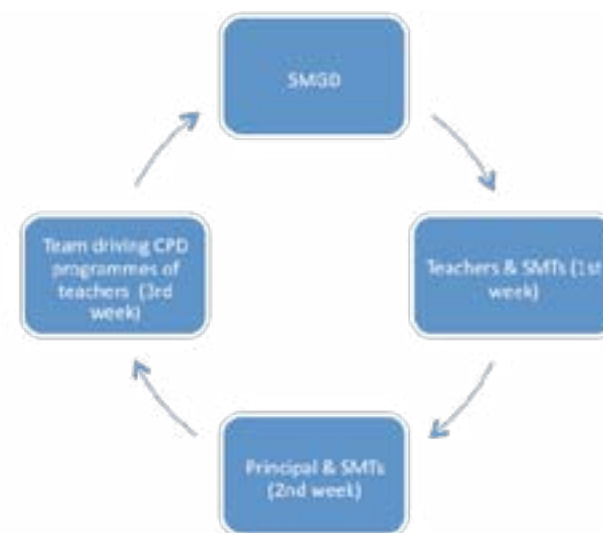 SMGD
Teachers & SMTs (1st
week)
Principal & SMTs
(2nd week)
Team driving CPD
programmes of
teachers (3rd
week)